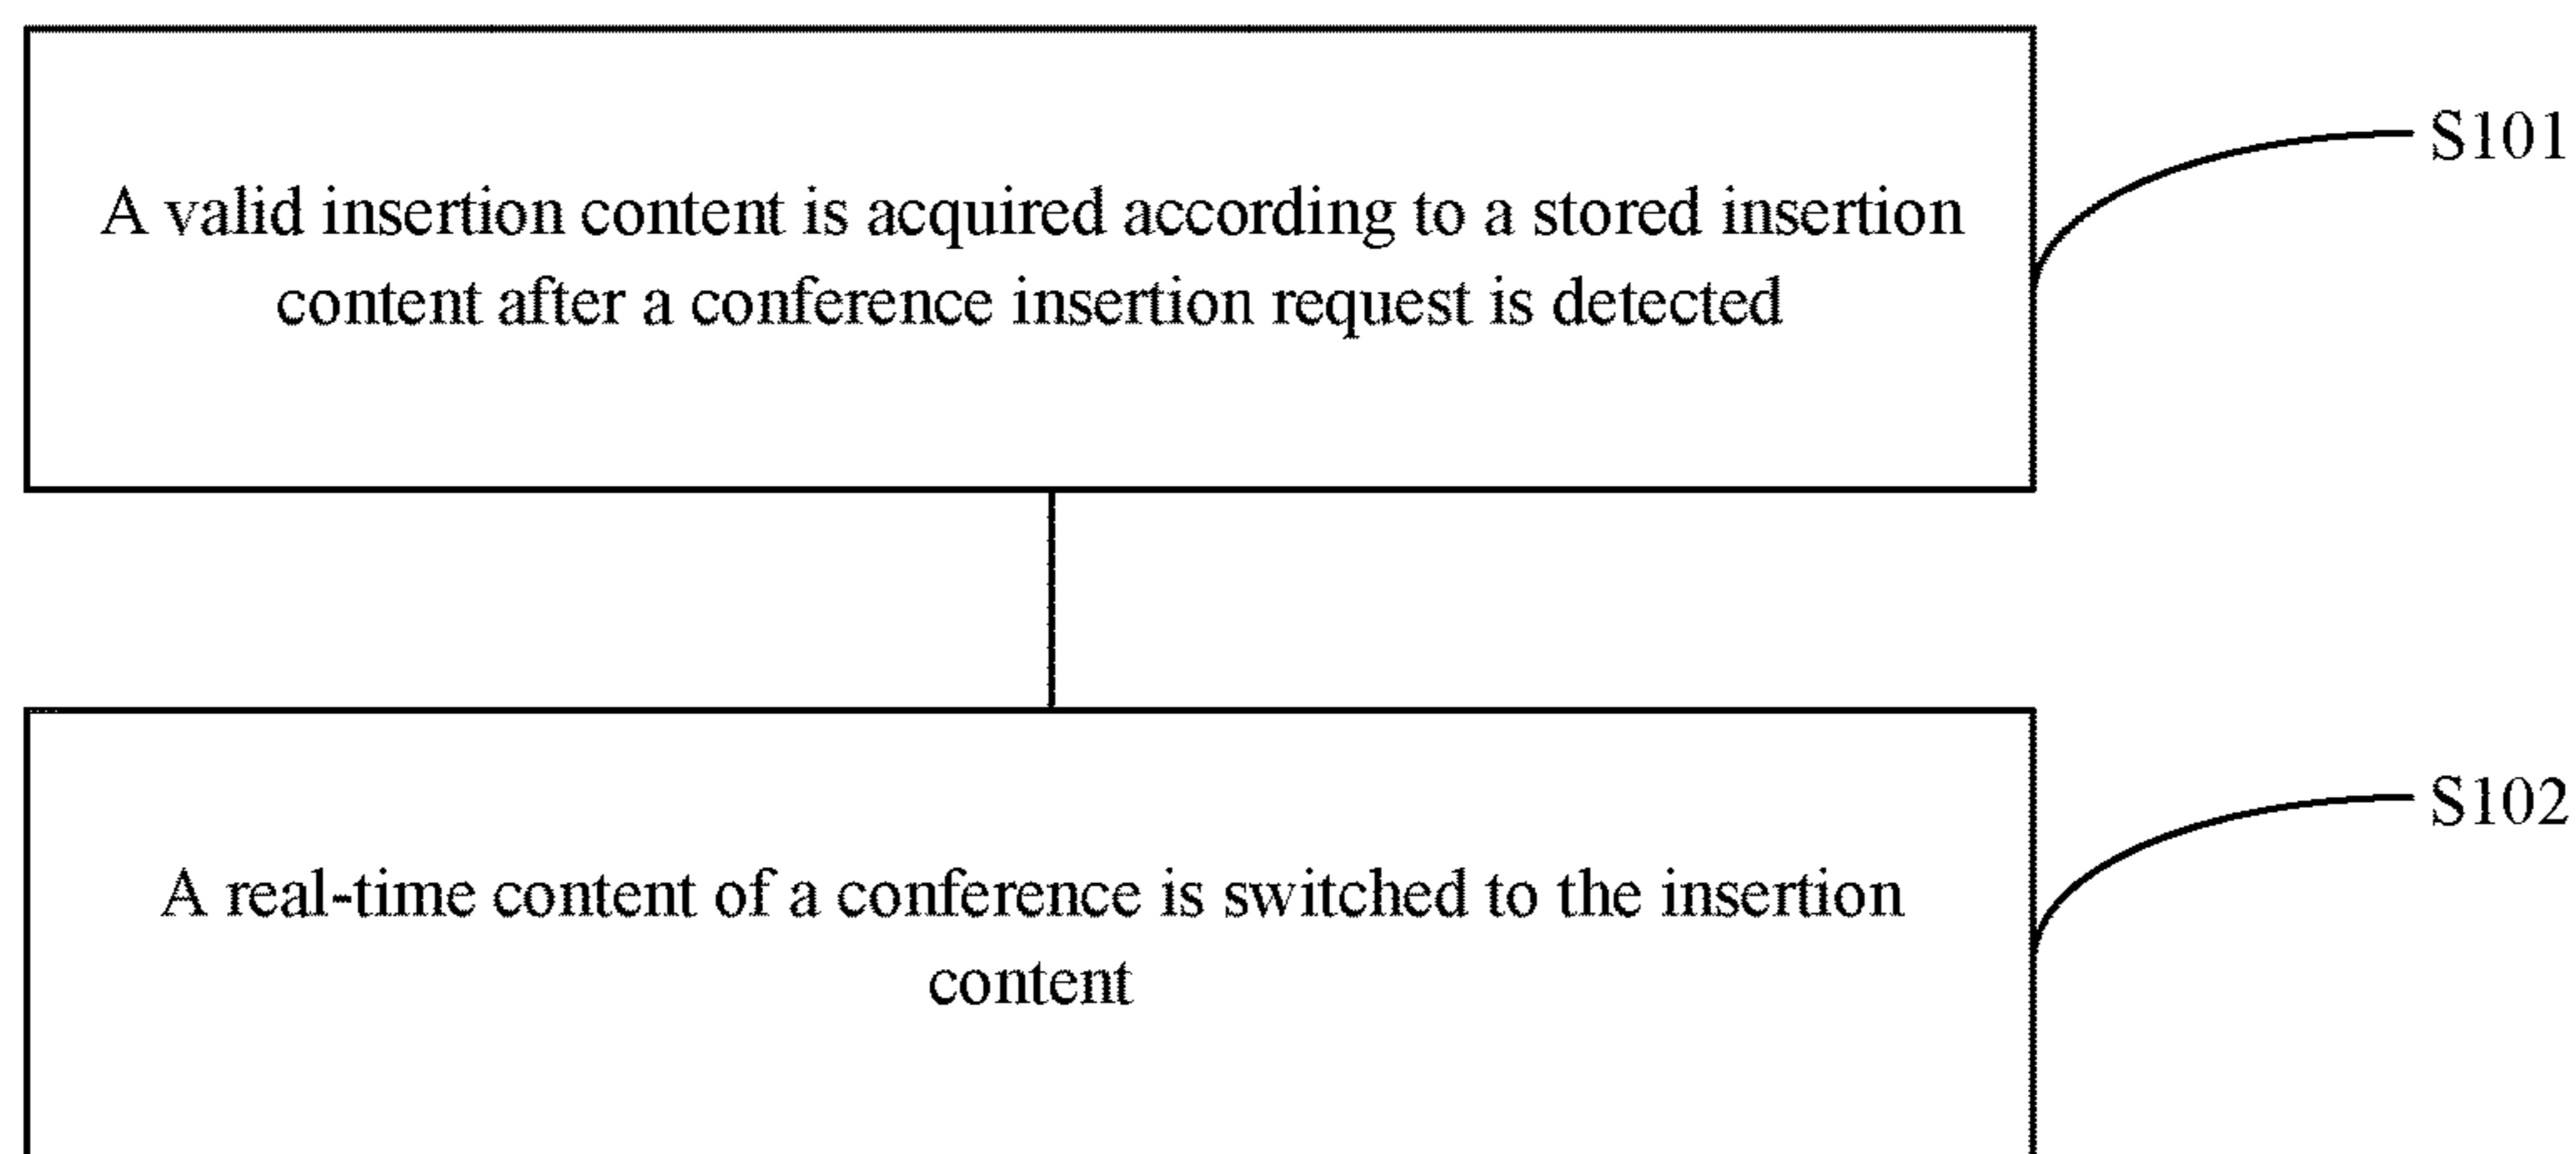 S101
A valid insertion content is acquired according to a stored insertion
content after a conference insertion request is detected
S102
A real-time content of a conference is switched to the insertion
content